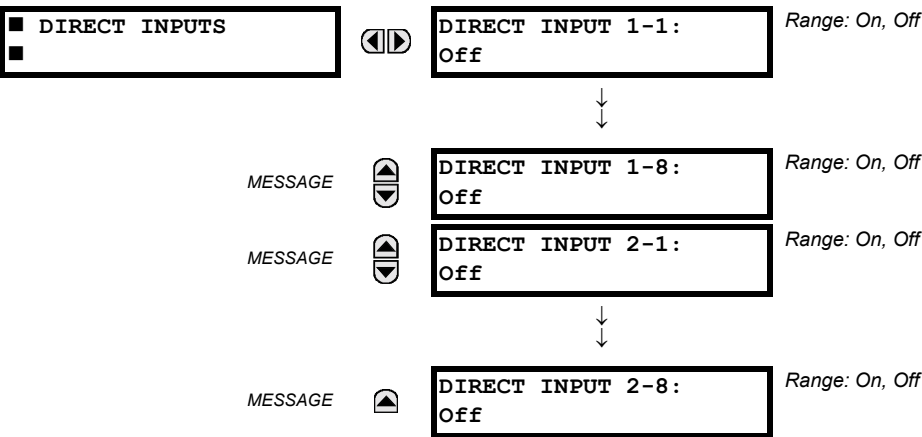 ■ DIRECT INPUTS
■
DIRECT INPUT 1-1:
Off
Range: On, Off
↓
↓
MESSAGE
DIRECT INPUT 1-8:
Off
Range: On, Off
MESSAGE
DIRECT INPUT 2-1:
Off
Range: On, Off
↓
↓
MESSAGE
DIRECT INPUT 2-8:
Off
Range: On, Off